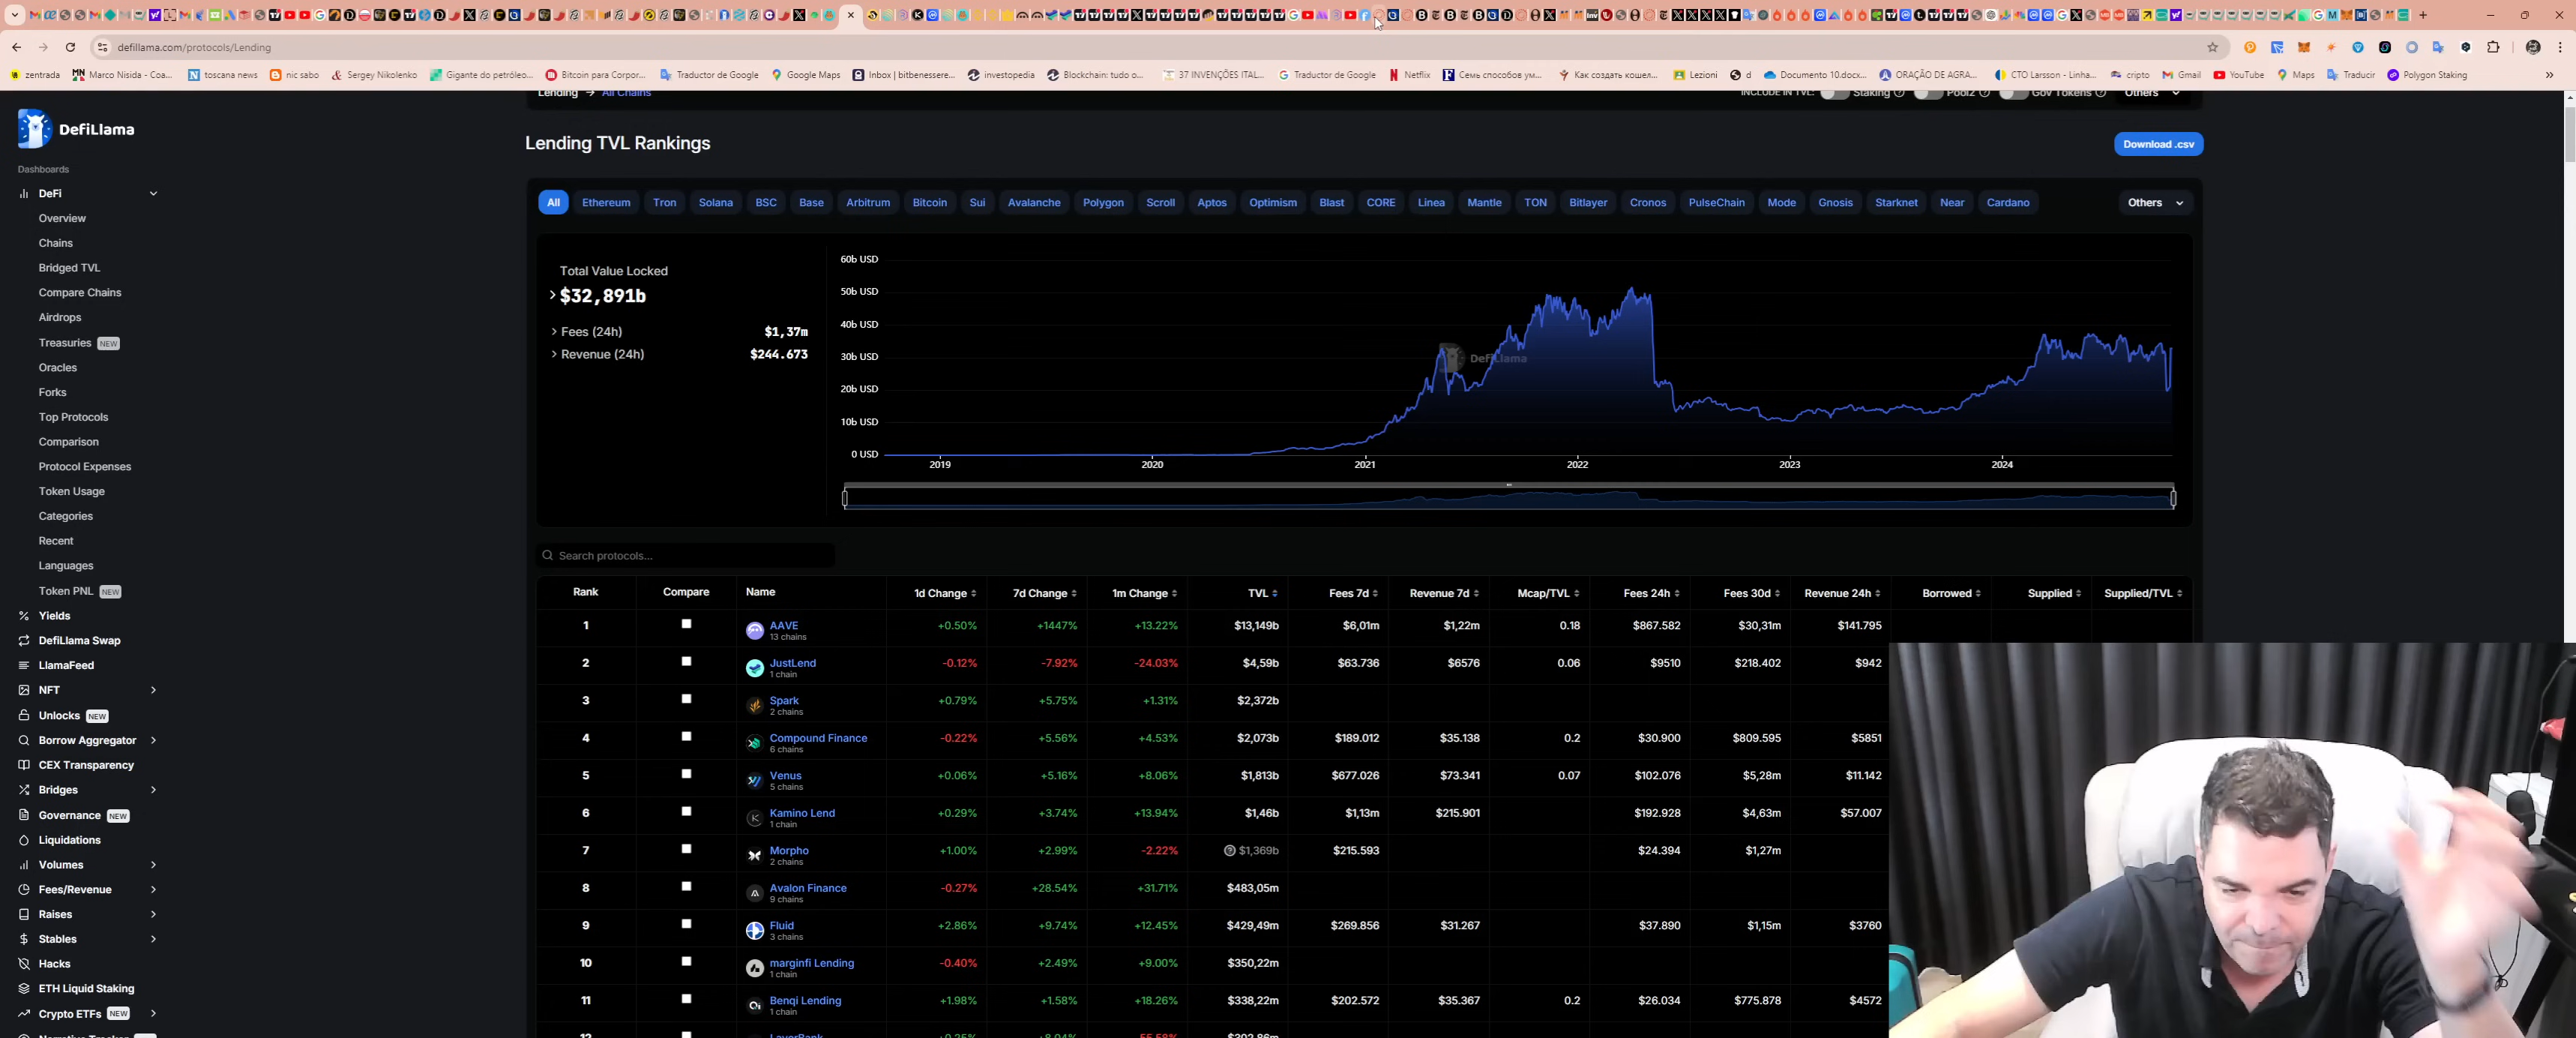 defillama.com/protocols/Lending
zentrada
Marco Nisida - Coa...
toscana news
nic sabo
Sergey Nikolenko
Gigante do petróleo...
Bitcoin para Corpor...
Traductor de Google
Google Maps
Inbox | bitbenessere...
investopedia
Blockchain: tudo o...
37 INVENÇÕES ITAL...
Traductor de Google
Netflix
Семь способов ум...
Как создать кошел...
Lezioni
d
Documento 10.docx...
ORAÇÃO DE AGRA...
CTO Larsson - Linha...
cripto
Gmail
YouTube
Maps
Traducir
Polygon Staking
Lending → All Chains
INCLUDE IN TVL: Staking Pool2 Gov Tokens Others
DefiLlama
Lending TVL Rankings
Download .csv
Dashboards
DeFi
Overview
Chains
Bridged TVL
Compare Chains
Airdrops
Treasuries NEW
Oracles
Forks
Top Protocols
Comparison
Protocol Expenses
Token Usage
Categories
Recent
Languages
Token PNL NEW
Yields
DefiLlama Swap
LlamaFeed
NFT
Unlocks NEW
Borrow Aggregator
CEX Transparency
Bridges
Governance NEW
Liquidations
Volumes
Fees/Revenue
Raises
Stables
Hacks
ETH Liquid Staking
Crypto ETFs NEW
All Ethereum Tron Solana BSC Base Arbitrum Bitcoin Sui Avalanche Polygon Scroll Aptos Optimism Blast CORE Linea Mantle TON Bitlayer Cronos PulseChain Mode Gnosis Starknet Near Cardano Others
Total Value Locked
$32,891b
Fees (24h) $1,37m
Revenue (24h) $244.673
60b USD
50b USD
40b USD
30b USD
20b USD
10b USD
0 USD
DefiLlama
2019 2020 2021 2022 2023 2024
Search protocols...
Rank Compare Name 1d Change 7d Change 1m Change TVL Fees 7d Revenue 7d Mcap/TVL Fees 24h Fees 30d Revenue 24h Borrowed Supplied Supplied/TVL
1 AAVE +0.50% +1447% +13.22% $13,149b $6,01m $1,22m 0.18 $867.582 $30,31m $141.795
13 chains
2 JustLend -0.12% -7.92% -24.03% $4,59b $63.736 $6576 0.06 $9510 $218.402 $942
1 chain
3 Spark +0.79% +5.75% +1.31% $2,372b
2 chains
4 Compound Finance -0.22% +5.56% +4.53% $2,073b $189.012 $35.138 0.2 $30.900 $809.595 $5851
6 chains
5 Venus +0.06% +5.16% +8.06% $1,813b $677.026 $73.341 0.07 $102.076 $5,28m $11.142
5 chains
6 Kamino Lend +0.29% +3.74% +13.94% $1,46b $1,13m $215.901 $192.928 $4,63m $57.007
1 chain
7 Morpho +1.00% +2.99% -2.22% $1,369b $215.593 $24.394 $1,27m
2 chains
8 Avalon Finance -0.27% +28.54% +31.71% $483,05m
9 chains
9 Fluid +2.86% +9.74% +12.45% $429,49m $269.856 $31.267 $37.890 $1,15m $3760
3 chains
10 marginfi Lending -0.40% +2.49% +9.00% $350,22m
1 chain
11 Benqi Lending +1.98% +1.58% +18.26% $338,22m $202.572 $35.367 0.2 $26.034 $775.878 $4572
1 chain